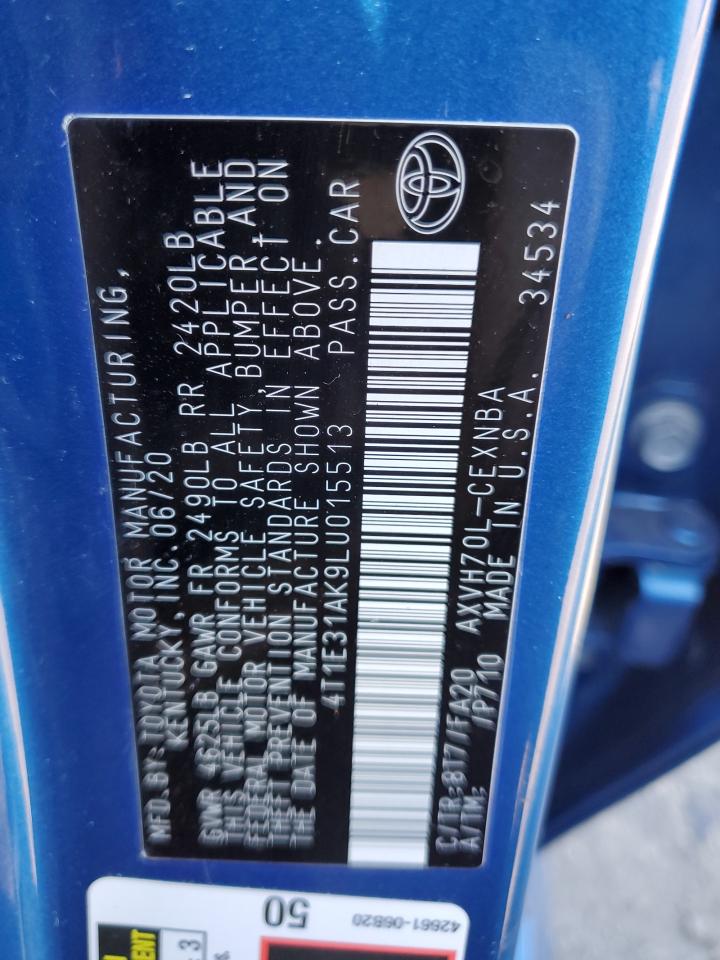 MFD. BY: TOYOTA MOTOR MANUFACTURING,
KENTUCKY, INC. 06/20
GVWR 4625LB GAWR FR 2490LB RR 2420LB
THIS VEHICLE CONFORMS TO ALL APPLICABLE
FEDERAL MOTOR VEHICLE SAFETY, BUMPER, AND
THEFT PREVENTION STANDARDS IN EFFECT ON
THE DATE OF MANUFACTURE SHOWN ABOVE.
4T1E31AK9LU015513 PASS.CAR
C/TR:8T7/FA20 AXVH70L-CEXNBA
A/TM: /P710 MADE IN U.S.A. 34534
50
42661-06820
3